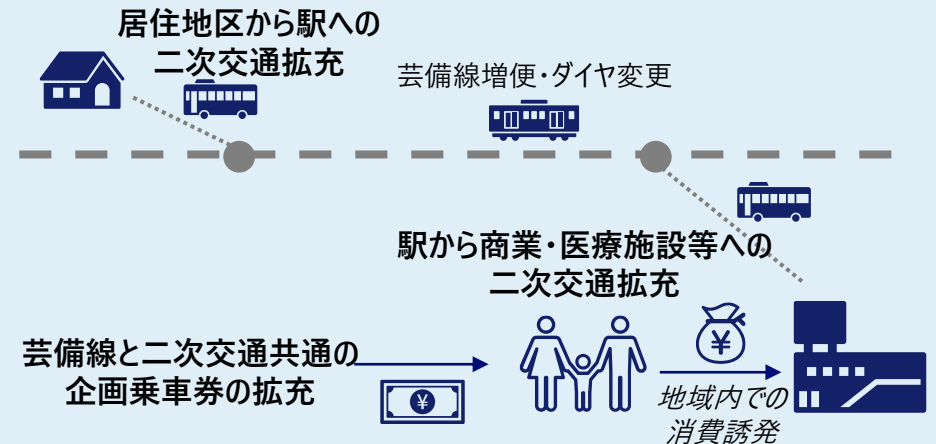 居住地区から駅への
二次交通拡充
芸備線増便・ダイヤ変更
駅から商業・医療施設等への
二次交通拡充
芸備線と二次交通共通の
企画乗車券の拡充
¥
¥
地域内での
消費誘発